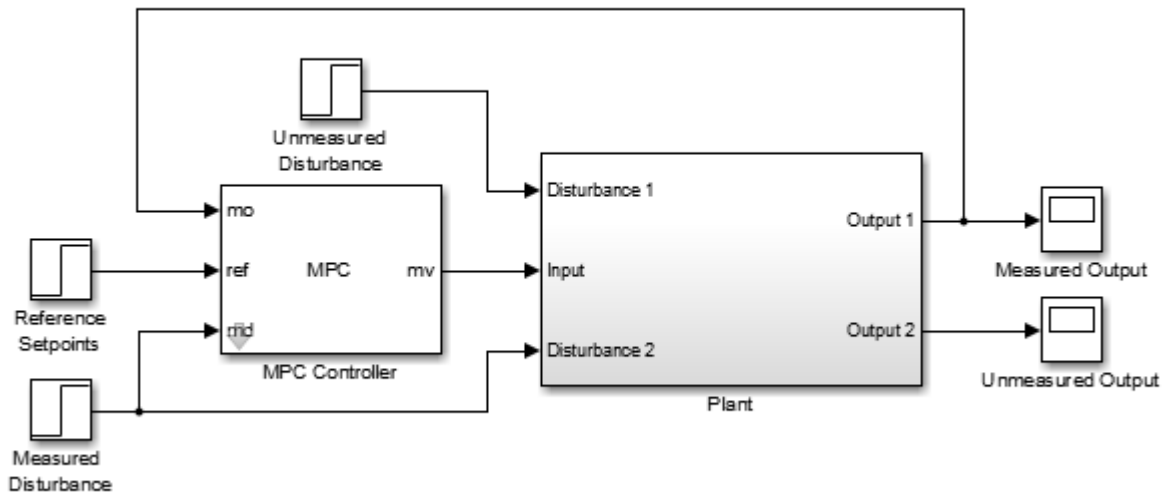 Unmeasured
Disturbance
mo
ref
md
MPC
mv
MPC Controller
Reference
Setpoints
Measured
Disturbance
Disturbance 1
Input
Disturbance 2
Output 1
Output 2
Plant
Measured Output
Unmeasured Output